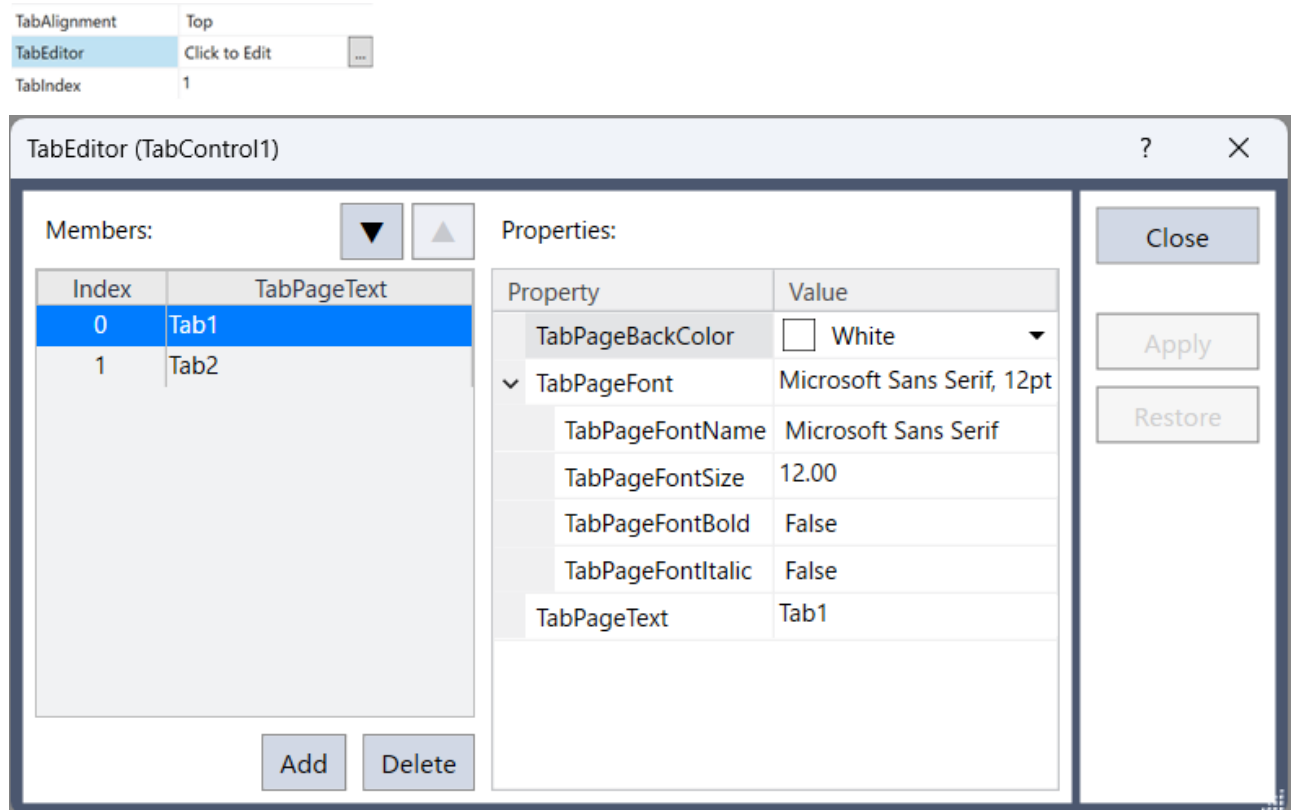 TabAlignment Top
TabEditor Click to Edit ...
TabIndex 1
TabEditor (TabControl1) ?
Members: ▼ ▲
Index TabPageText
0 Tab1
1 Tab2
Add Delete
Properties:
Property Value
TabPageBackColor White
TabPageFont Microsoft Sans Serif, 12pt
TabPageFontName Microsoft Sans Serif
TabPageFontSize 12.00
TabPageFontBold False
TabPageFontItalic False
TabPageText Tab1
Close
Apply
Restore